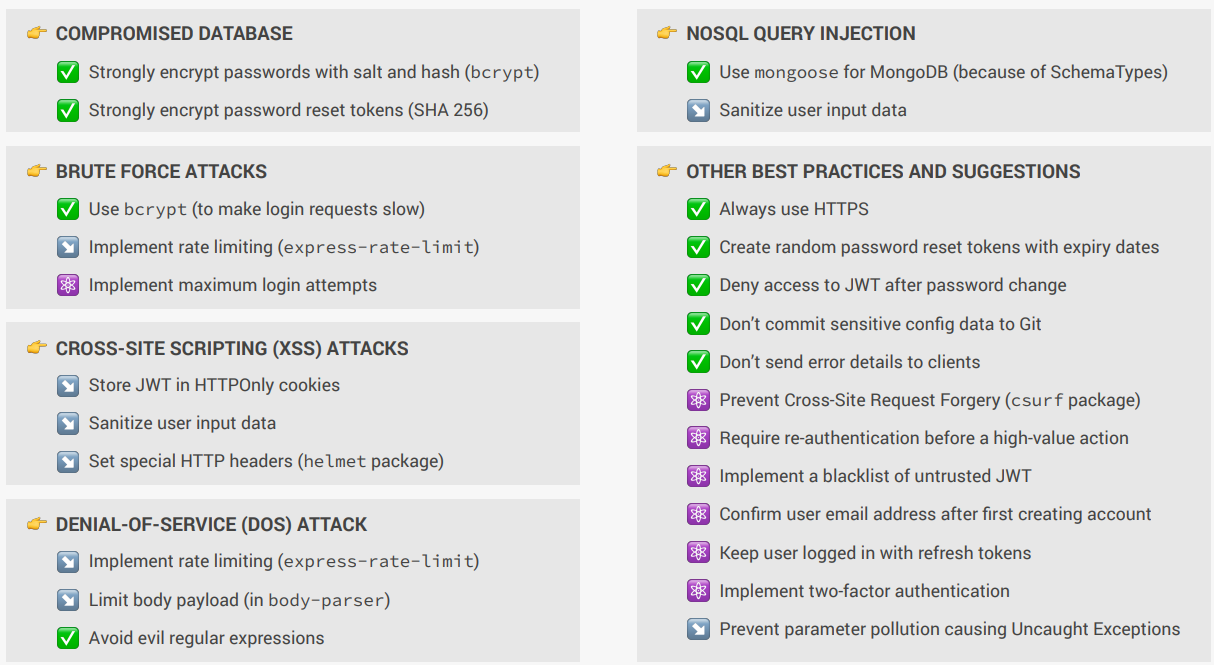 👉 COMPROMISED DATABASE
✅ Strongly encrypt passwords with salt and hash (bcrypt)
✅ Strongly encrypt password reset tokens (SHA 256)
👉 BRUTE FORCE ATTACKS
✅ Use bcrypt (to make login requests slow)
↘️ Implement rate limiting (express-rate-limit)
⚛️ Implement maximum login attempts
👉 CROSS-SITE SCRIPTING (XSS) ATTACKS
↘️ Store JWT in HTTPOnly cookies
↘️ Sanitize user input data
↘️ Set special HTTP headers (helmet package)
👉 DENIAL-OF-SERVICE (DOS) ATTACK
↘️ Implement rate limiting (express-rate-limit)
↘️ Limit body payload (in body-parser)
✅ Avoid evil regular expressions
👉 NOSQL QUERY INJECTION
✅ Use mongoose for MongoDB (because of SchemaTypes)
↘️ Sanitize user input data
👉 OTHER BEST PRACTICES AND SUGGESTIONS
✅ Always use HTTPS
✅ Create random password reset tokens with expiry dates
✅ Deny access to JWT after password change
✅ Don’t commit sensitive config data to Git
✅ Don’t send error details to clients
⚛️ Prevent Cross-Site Request Forgery (csurf package)
⚛️ Require re-authentication before a high-value action
⚛️ Implement a blacklist of untrusted JWT
⚛️ Confirm user email address after first creating account
⚛️ Keep user logged in with refresh tokens
⚛️ Implement two-factor authentication
↘️ Prevent parameter pollution causing Uncaught Exceptions